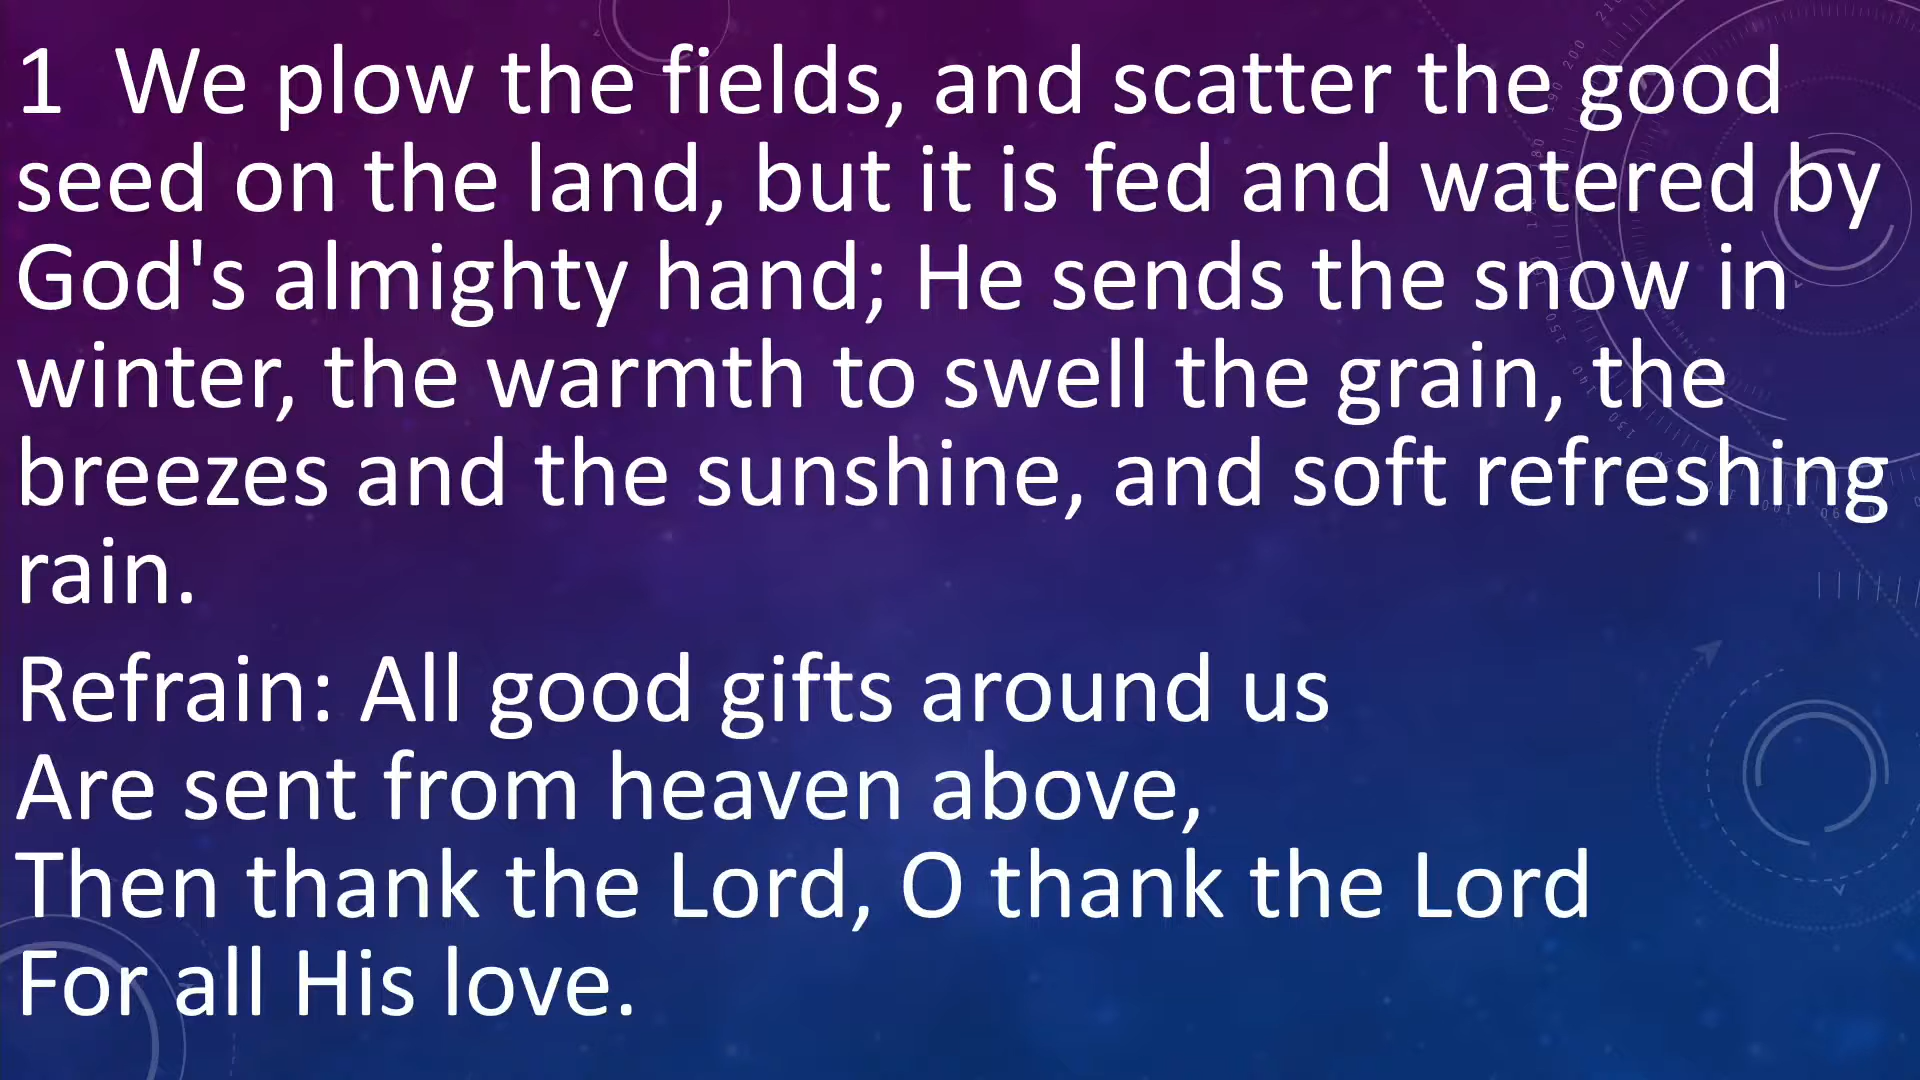 1  We plow the fields, and scatter the good
seed on the land, but it is fed and watered by
God's almighty hand; He sends the snow in
winter, the warmth to swell the grain, the
breezes and the sunshine, and soft refreshing
rain.
Refrain: All good gifts around us
Are sent from heaven above,
Then thank the Lord, O thank the Lord
For all His love.